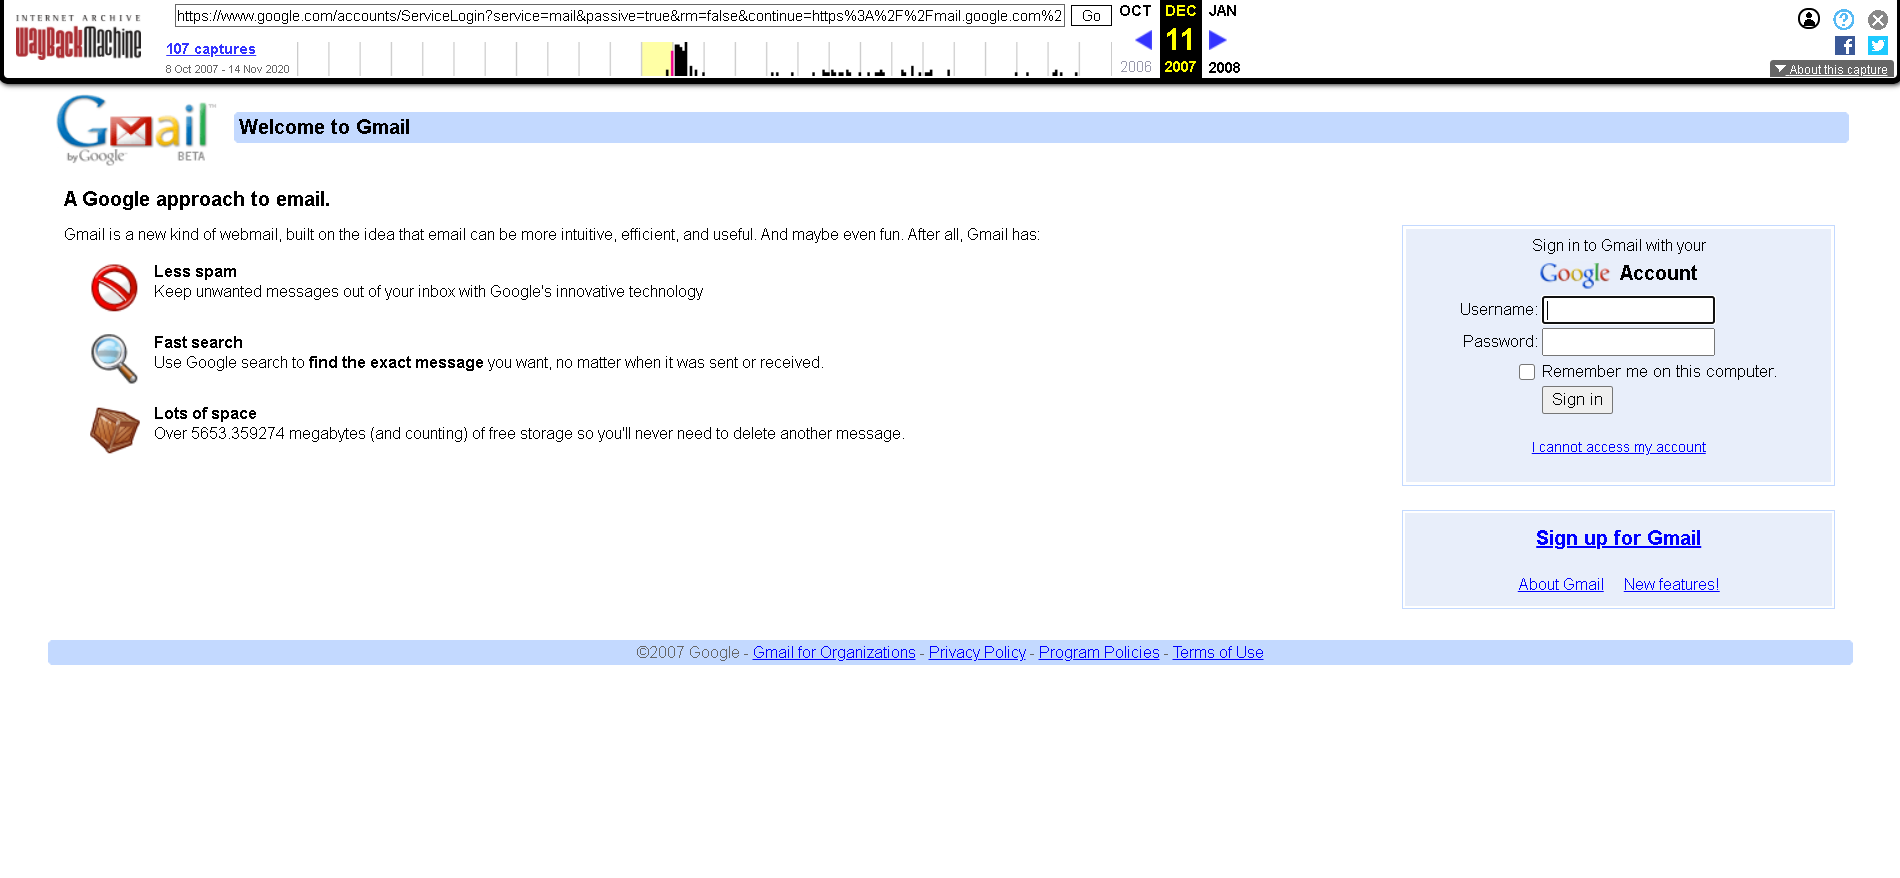 INTERNET ARCHIVE
WayBackMachine
https://www.google.com/accounts/ServiceLogin?service=mail&passive=true&rm=false&continue=https%3A%2F%2Fmail.google.com%2
Go
OCT DEC JAN
107 captures
11
8 Oct 2007 - 14 Nov 2020
2006 2007 2008
About this capture
Gmail™
by Google BETA
Welcome to Gmail
A Google approach to email.
Gmail is a new kind of webmail, built on the idea that email can be more intuitive, efficient, and useful. And maybe even fun. After all, Gmail has:
Less spam
Keep unwanted messages out of your inbox with Google's innovative technology
Fast search
Use Google search to find the exact message you want, no matter when it was sent or received.
Lots of space
Over 5653.359274 megabytes (and counting) of free storage so you'll never need to delete another message.
Sign in to Gmail with your
Google Account
Username:
Password:
Remember me on this computer.
Sign in
I cannot access my account
Sign up for Gmail
About Gmail New features!
©2007 Google - Gmail for Organizations - Privacy Policy - Program Policies - Terms of Use